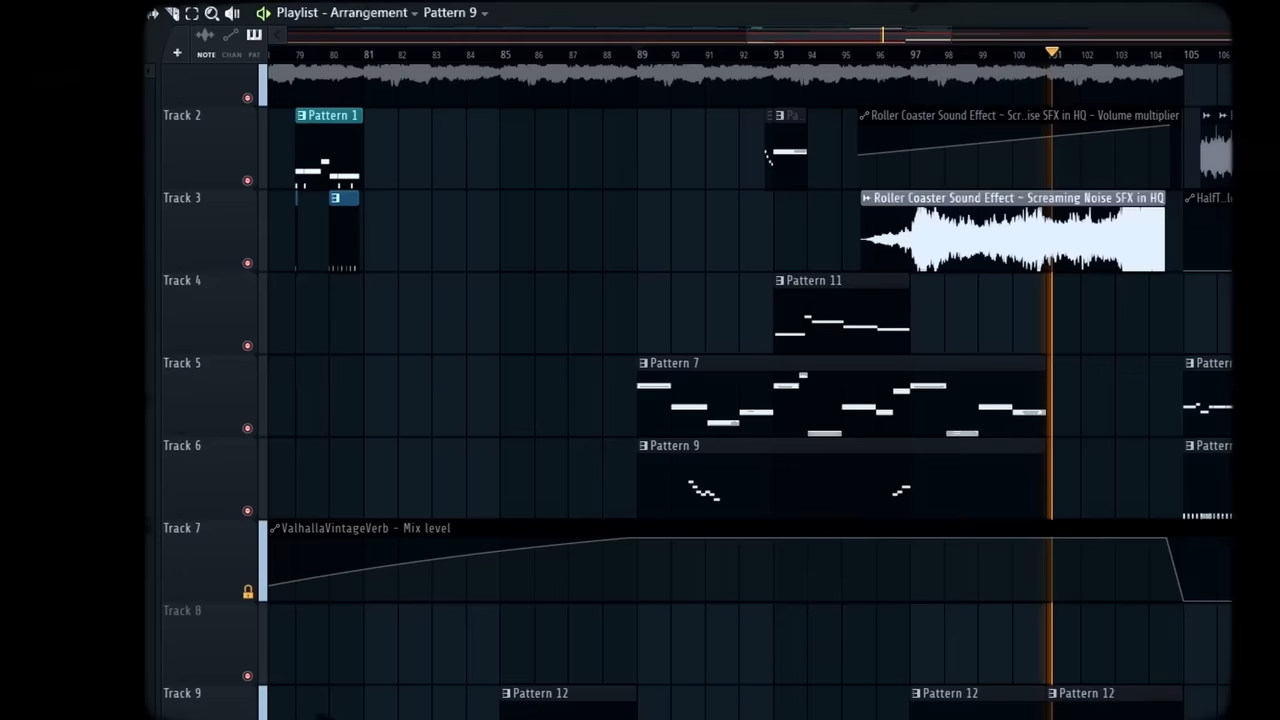 Playlist - Arrangement Pattern 9
NOTE CHAN PAT
79 80 81 82 83 84 85 86 87 88 89 90 91 92 93 94 95 96 97 98 99 100 102 103 104 105 106
Track 2
Pattern 1
Pa..
Roller Coaster Sound Effect ~ Scr..ise SFX in HQ - Volume multiplier
Track 3
Roller Coaster Sound Effect ~ Screaming Noise SFX in HQ
HalfT..
Track 4
Pattern 11
Track 5
Pattern 7
Pattern
Track 6
Pattern 9
Pattern
Track 7
ValhallaVintageVerb - Mix level
Track 8
Track 9
Pattern 12
Pattern 12
Pattern 12